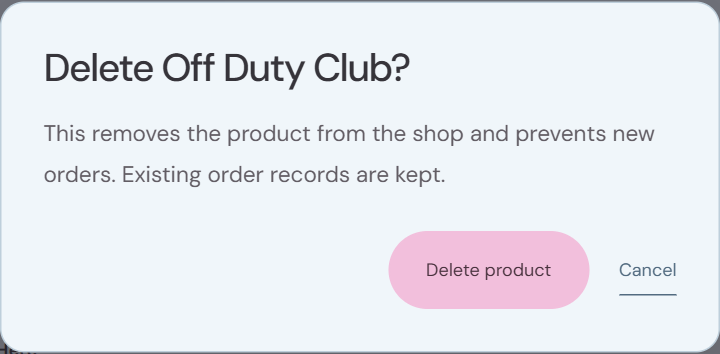 Delete Off Duty Club?
This removes the product from the shop and prevents new
orders. Existing order records are kept.
Delete product
Cancel